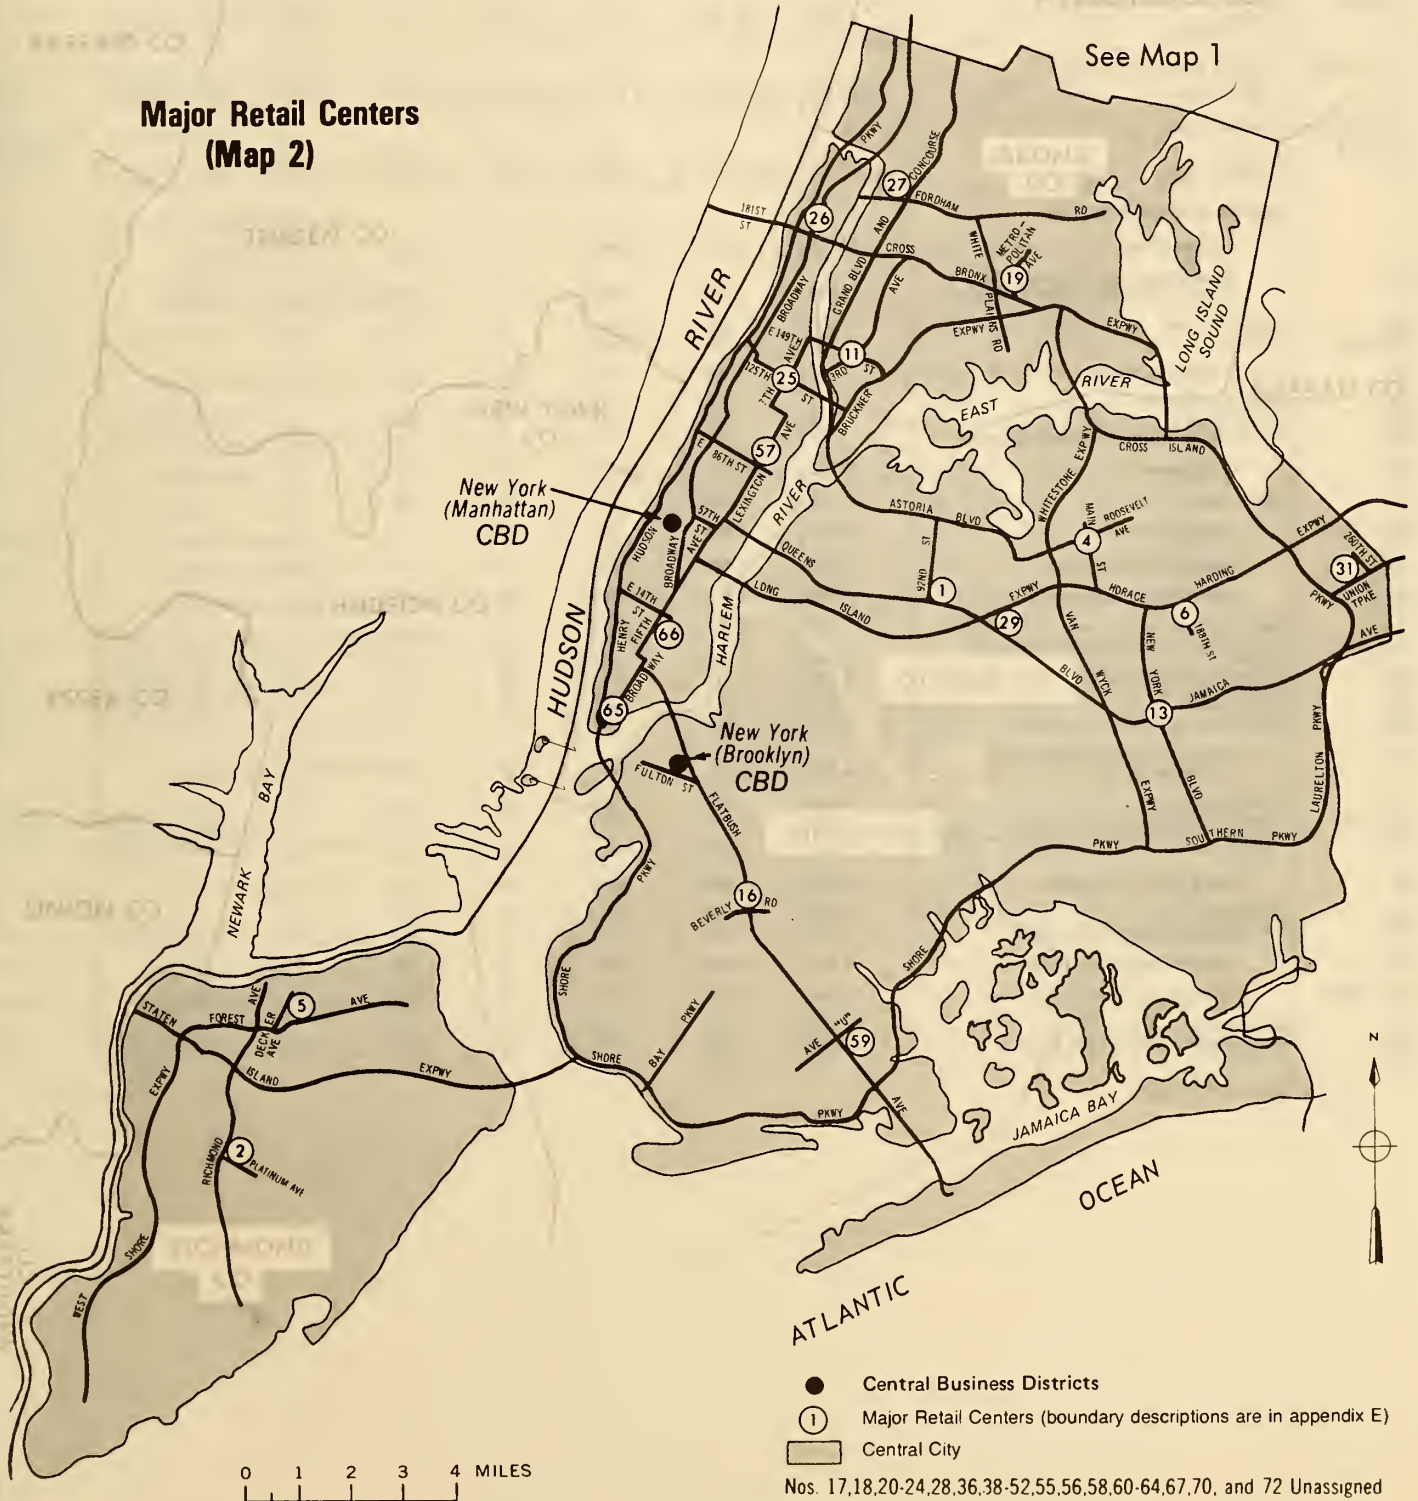 See Map 1
Major Retail Centers
(Map 2)
PKWY
CONCOURSE
27
FORDHAM
RD
181ST
ST
26
AND
WHITE
METRO-
POLITAN
AVE
CROSS
BRONX
19
RIVER
BROADWAY
GRAND BLVD
AVE
PLAINS
RD
EXPWY
EXPWY
LONG ISLAND
SOUND
E 149TH
11
3RD
ST
AVE
125TH
25
ST
7TH
BRUCKNER
RIVER
EAST
AVE
57
E
86TH ST
CROSS
ISLAND
WHITESTONE EXPWY
New York
(Manhattan)
CBD
LEXINGTON
RIVER
57TH
ST
AVE
ASTORIA
BLVD
MAIN
ROOSEVELT
AVE
4
ST
EXPWY
260TH ST
HUDSON
BROADWAY
QUEENS
92ND
ST
31
UNION
TPKE
PKWY
LONG
ISLAND
1
EXPWY
HORACE
HARDING
E 14TH
ST
HENRY
FIFTH
66
HARLEM
29
6
188TH ST
AVE
HUDSON
BROADWAY
VAN
WYCK
NEW
YORK
BLVD
JAMAICA
65
13
New York
(Brooklyn)
CBD
FULTON ST
FLATBUSH
EXPWY
BLVD
LAURELTON PKWY
NEWARK BAY
PKWY
PKWY
SOUTHERN
PKWY
16
BEVERLY
RD
SHORE
SHORE
STATEN
FOREST
AVE
5
AVE
DECKER
AVE
AVE
"U"
59
ISLAND
EXPWY
EXPWY
SHORE
BAY
PKWY
PKWY
AVE
JAMAICA BAY
N
RICHMOND
2
PLATINUM AVE
OCEAN
SHORE
WEST
ATLANTIC
Central Business Districts
1 Major Retail Centers (boundary descriptions are in appendix E)
Central City
0 1 2 3 4 MILES
Nos. 17,18,20-24,28,36,38-52,55,56,58,60-64,67,70, and 72 Unassigned